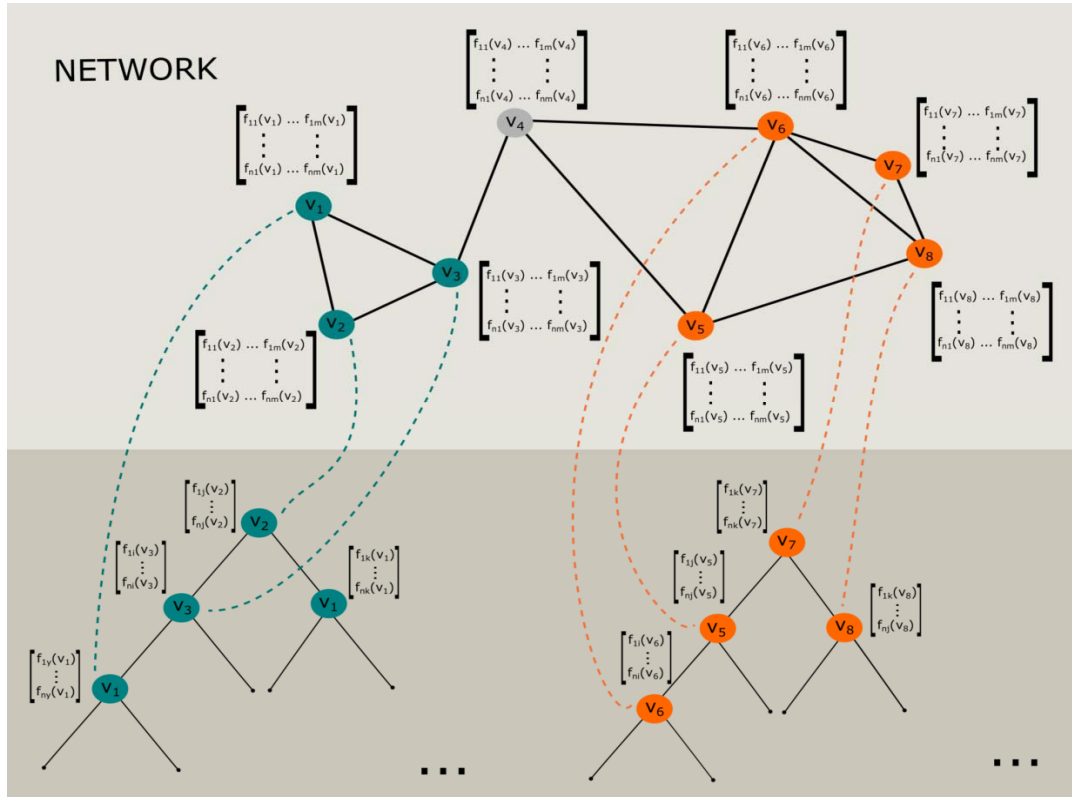 NETWORK
f11(v4) ... f1m(v4)
fn1(v4) ... fnm(v4)
f11(v6) ... f1m(v6)
fn1(v6) ... fnm(v6)
f11(v1) ... f1m(v1)
fn1(v1) ... fnm(v1)
f11(v7) ... f1m(v7)
fn1(v7) ... fnm(v7)
v4
v6
v7
v1
v8
v3
f11(v3) ... f1m(v3)
fn1(v3) ... fnm(v3)
f11(v8) ... f1m(v8)
fn1(v8) ... fnm(v8)
v2
v5
f11(v2) ... f1m(v2)
fn1(v2) ... fnm(v2)
f11(v5) ... f1m(v5)
fn1(v5) ... fnm(v5)
f1j(v2)
fnj(v2)
v2
f1i(v3)
fni(v3)
f1k(v1)
fnk(v1)
v3
v1
f1y(v1)
fny(v1)
v1
...
f1k(v7)
fnk(v7)
v7
f1j(v5)
fnj(v5)
f1k(v8)
fnj(v8)
v5
v8
f1i(v6)
fni(v6)
v6
...